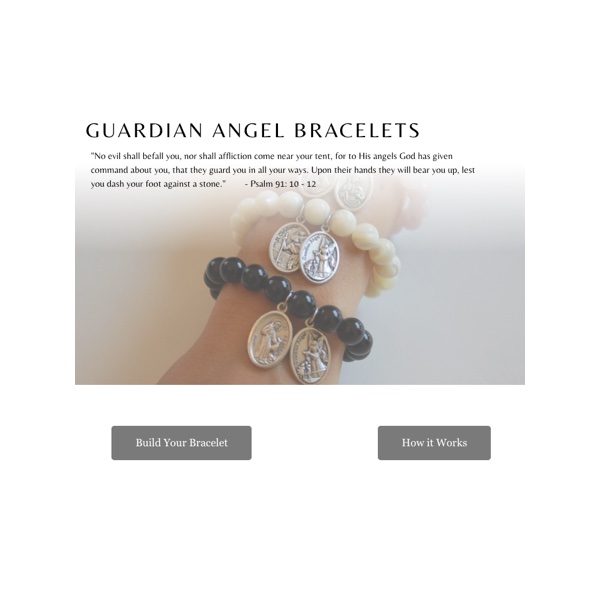 GUARDIAN ANGEL BRACELETS
"No evil shall befall you, nor shall affliction come near your tent, for to His angels God has given
command about you, that they guard you in all your ways. Upon their hands they will bear you up, lest
you dash your foot against a stone." - Psalm 91: 10 - 12
Build Your Bracelet
How it Works